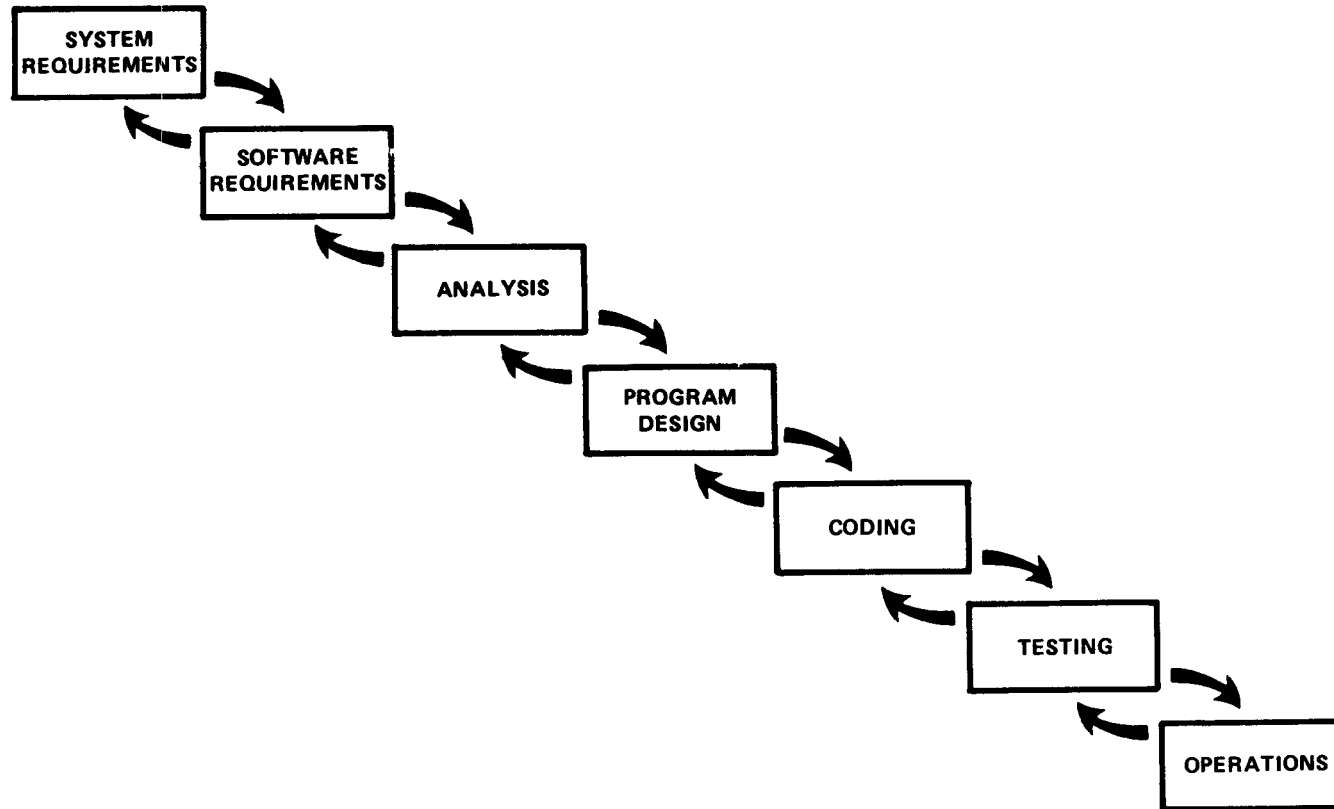 SYSTEM
REQUIREMENTS
SOFTWARE
REQUIREMENTS
ANALYSIS
PROGRAM
DESIGN
CODING
TESTING
OPERATIONS